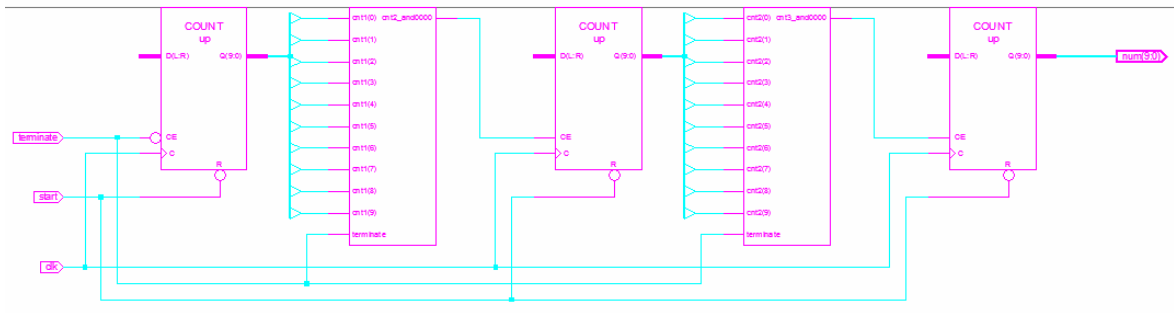 COUNT
up
D(L:R)
Q(9:0)
CE
C
R
cnt1(0)
cnt2_and0000
cnt1(1)
cnt1(2)
cnt1(3)
cnt1(4)
cnt1(5)
cnt1(6)
cnt1(7)
cnt1(8)
cnt1(9)
terminate
COUNT
up
D(L:R)
Q(9:0)
CE
C
R
cnt2(0)
cnt3_and0000
cnt2(1)
cnt2(2)
cnt2(3)
cnt2(4)
cnt2(5)
cnt2(6)
cnt2(7)
cnt2(8)
cnt2(9)
terminate
COUNT
up
D(L:R)
Q(9:0)
CE
C
R
num(9:0)
terminate
start
clk